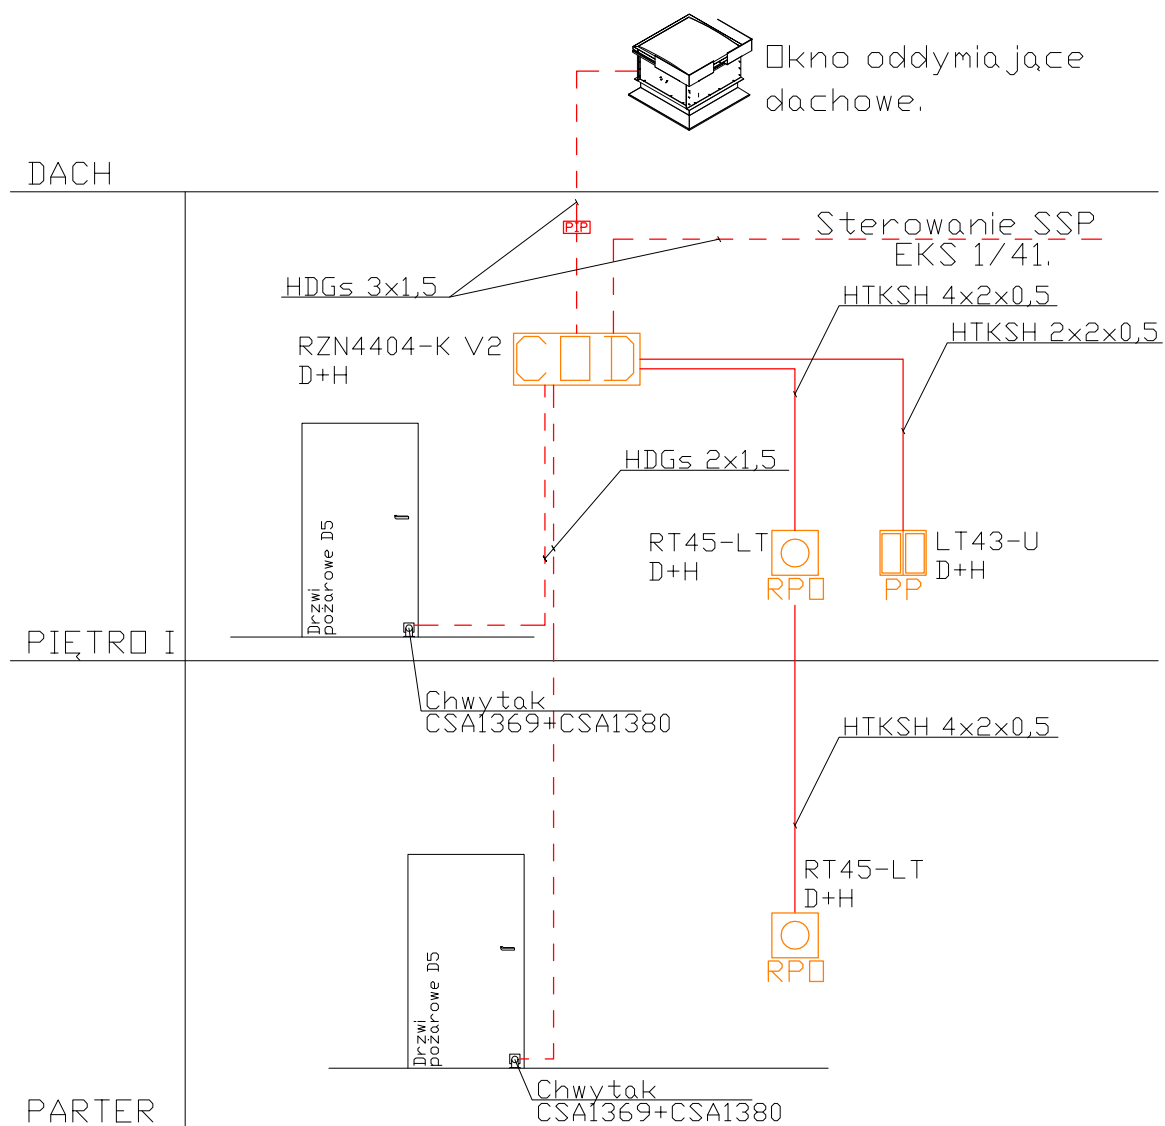 Okno oddymiające
dachowe.
DACH
PIP
Sterowanie SSP
EKS 1/41.
HDGs 3x1,5
HTKSH 4x2x0,5
HTKSH 2x2x0,5
RZN4404-K V2
D+H
COD
HDGs 2x1,5
Drzwi
pożarowe D5
RT45-LT
D+H
RPO
LT43-U
D+H
PP
PIĘTRO I
Chwytak
CSA1369+CSA1380
HTKSH 4x2x0,5
RT45-LT
D+H
RPO
Drzwi
pożarowe D5
Chwytak
CSA1369+CSA1380
PARTER